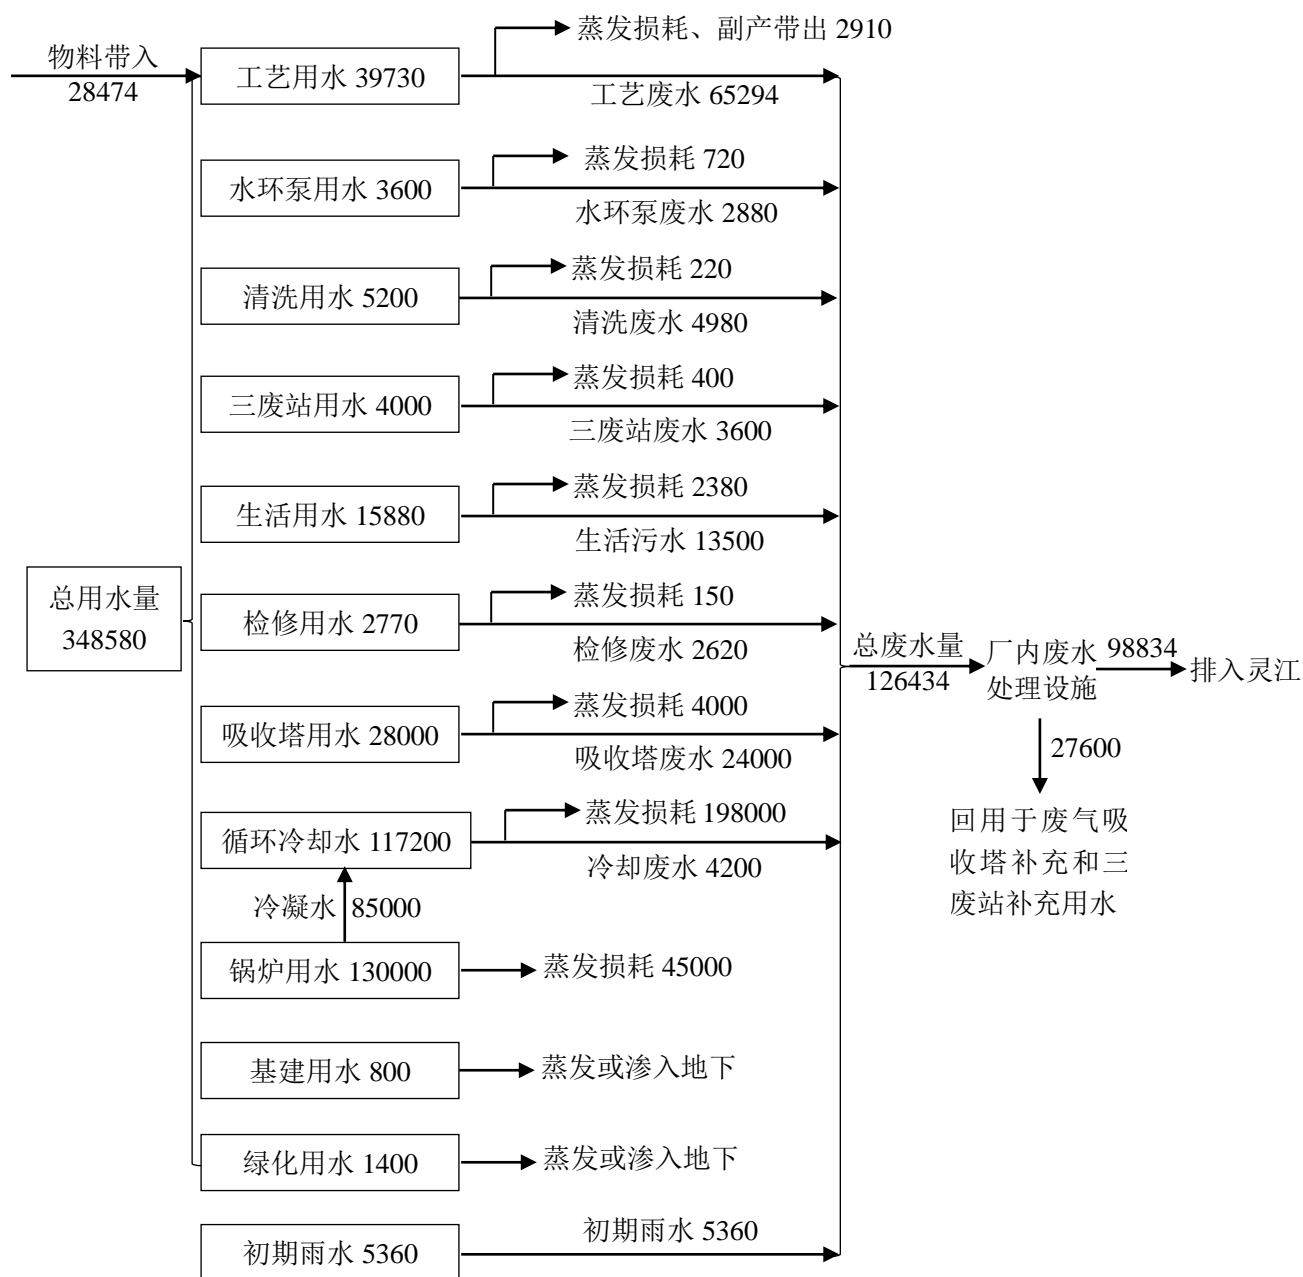 物料带入
28474
工艺用水 39730
蒸发损耗、副产带出 2910
工艺废水 65294
水环泵用水 3600
蒸发损耗 720
水环泵废水 2880
清洗用水 5200
蒸发损耗 220
清洗废水 4980
三废站用水 4000
蒸发损耗 400
三废站废水 3600
生活用水 15880
蒸发损耗 2380
生活污水 13500
总用水量
348580
检修用水 2770
蒸发损耗 150
检修废水 2620
吸收塔用水 28000
蒸发损耗 4000
吸收塔废水 24000
循环冷却水 117200
蒸发损耗 198000
冷却废水 4200
冷凝水 85000
锅炉用水 130000
蒸发损耗 45000
基建用水 800
蒸发或渗入地下
绿化用水 1400
蒸发或渗入地下
初期雨水 5360
初期雨水 5360
总废水量
126434
厂内废水
处理设施
98834
排入灵江
27600
回用于废气吸
收塔补充和三
废站补充用水